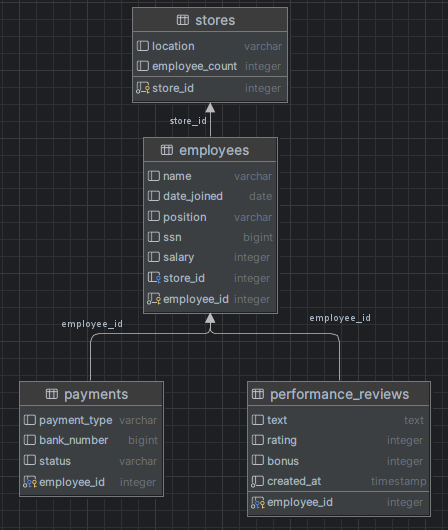 stores
location varchar
employee_count integer
store_id integer
store_id
employees
name varchar
date_joined date
position varchar
ssn bigint
salary integer
store_id integer
employee_id integer
employee_id
employee_id
payments
payment_type varchar
bank_number bigint
status varchar
employee_id integer
performance_reviews
text text
rating integer
bonus integer
created_at timestamp
employee_id integer